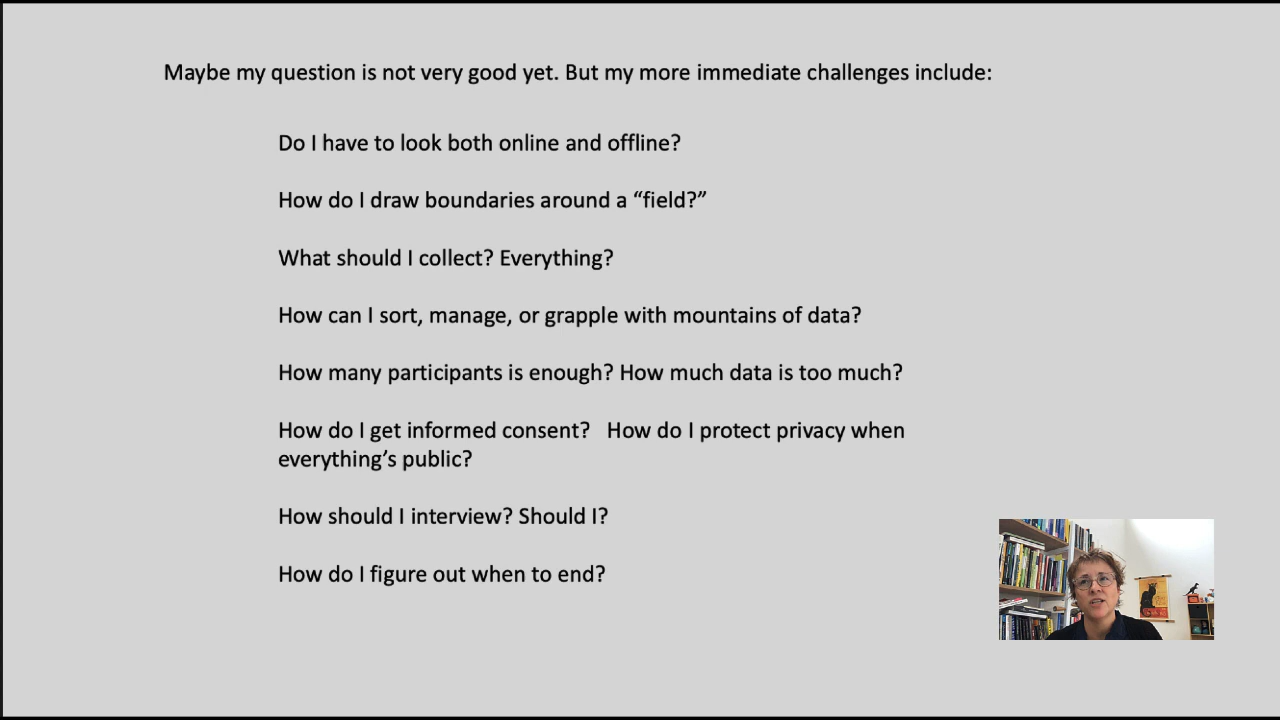 Maybe my question is not very good yet. But my more immediate challenges include:
Do I have to look both online and offline?
How do I draw boundaries around a “field?”
What should I collect? Everything?
How can I sort, manage, or grapple with mountains of data?
How many participants is enough? How much data is too much?
How do I get informed consent?   How do I protect privacy when
everything’s public?
How should I interview? Should I?
How do I figure out when to end?